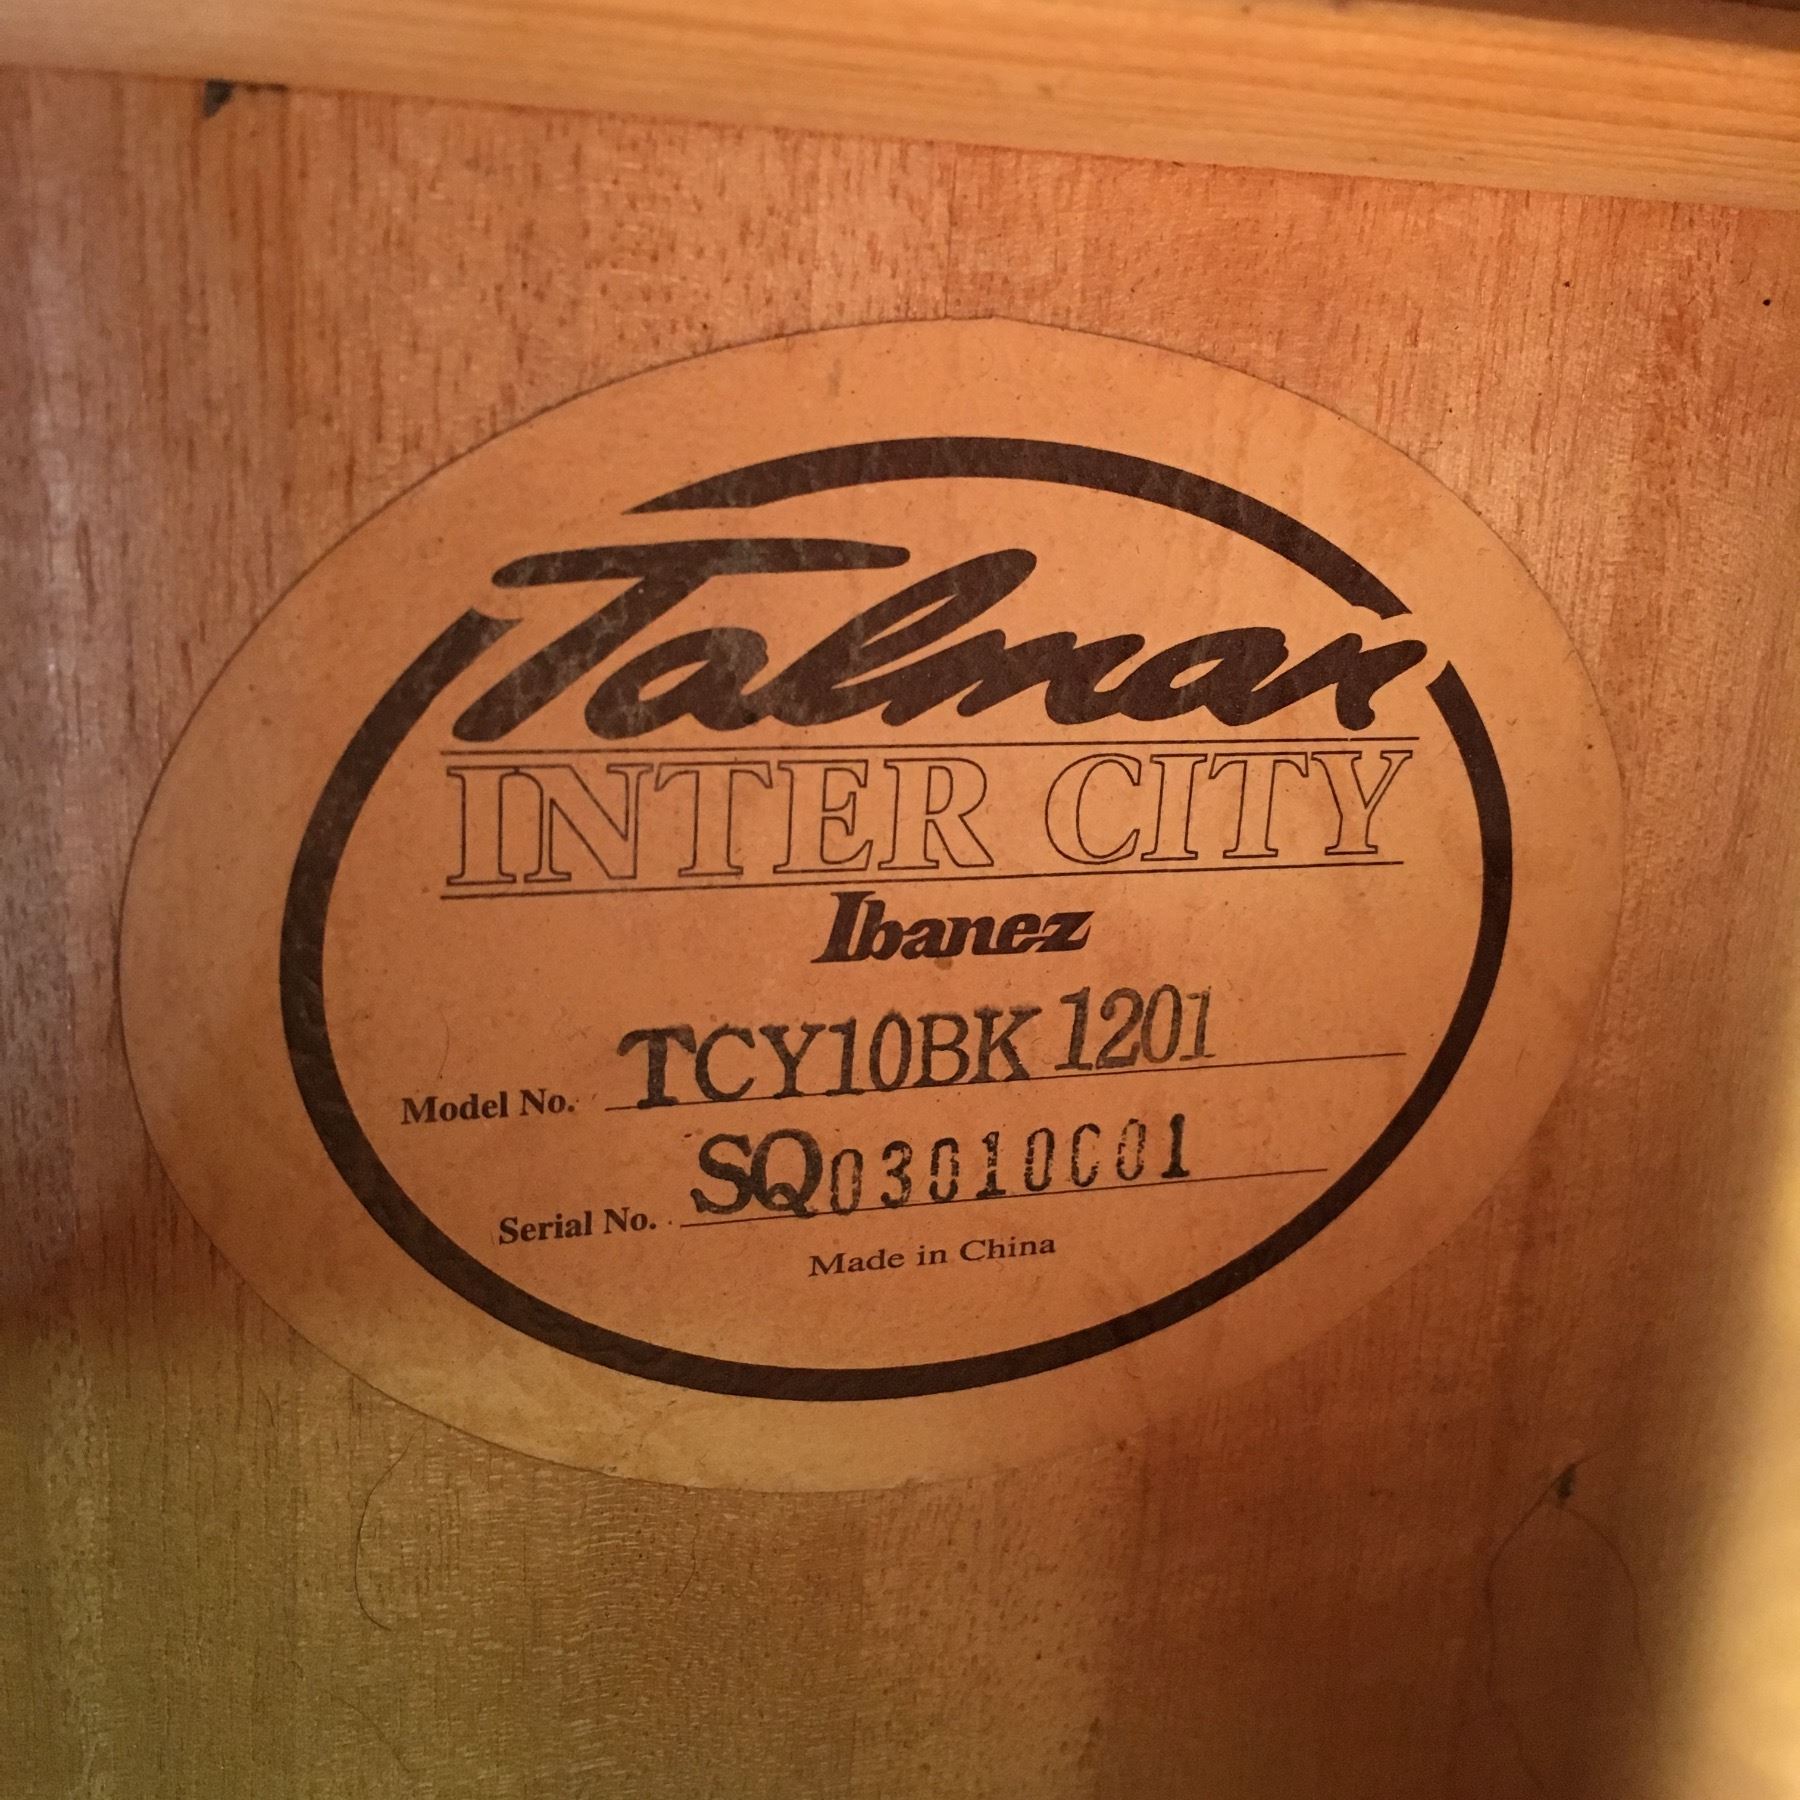 Talman
INTER CITY
Ibanez
Model No. TCY10BK 1201
Serial No. SQ03010C01
Made in China